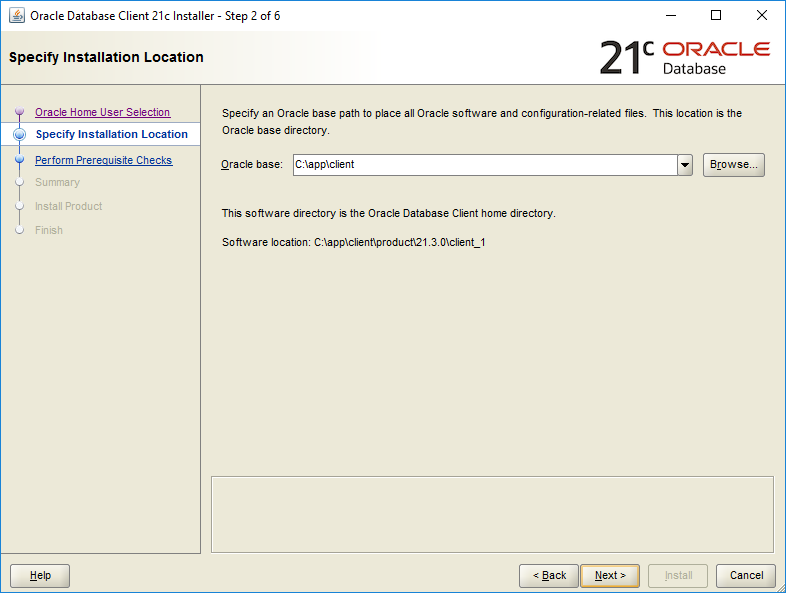 Oracle Database Client 21c Installer - Step 2 of 6
Specify Installation Location
21c ORACLE
Database
Oracle Home User Selection
Specify Installation Location
Perform Prerequisite Checks
Summary
Install Product
Finish
Specify an Oracle base path to place all Oracle software and configuration-related files.  This location is the
Oracle base directory.
Oracle base: C:\app\client Browse...
This software directory is the Oracle Database Client home directory.
Software location: C:\app\client\product\21.3.0\client_1
Help < Back Next > Install Cancel